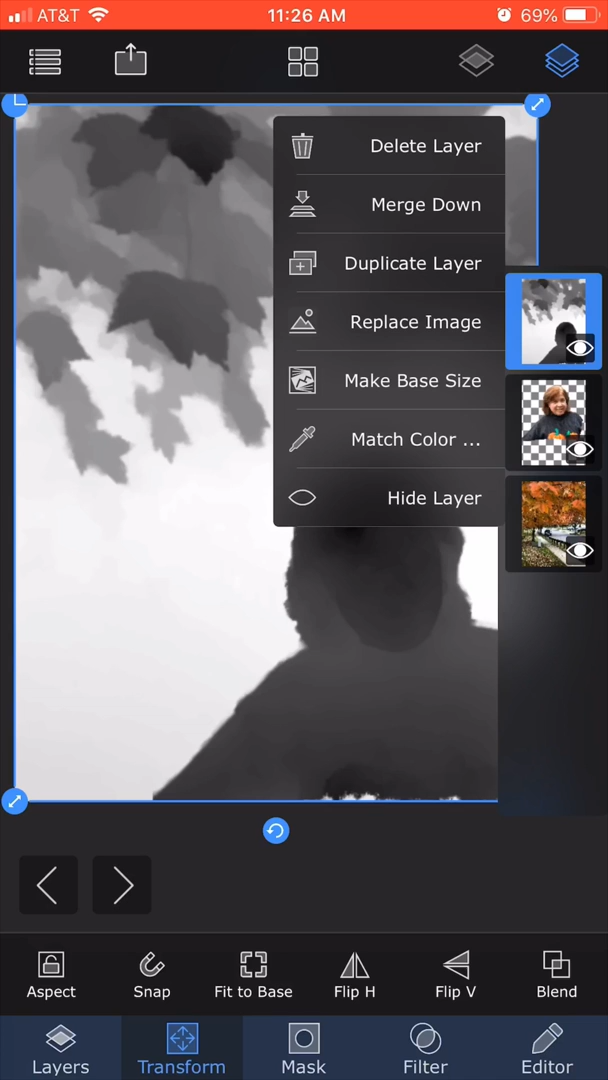 AT&T
11:26 AM
69%
Delete Layer
Merge Down
Duplicate Layer
Replace Image
Make Base Size
Match Color ...
Hide Layer
Aspect
Snap
Fit to Base
Flip H
Flip V
Blend
Layers
Transform
Mask
Filter
Editor